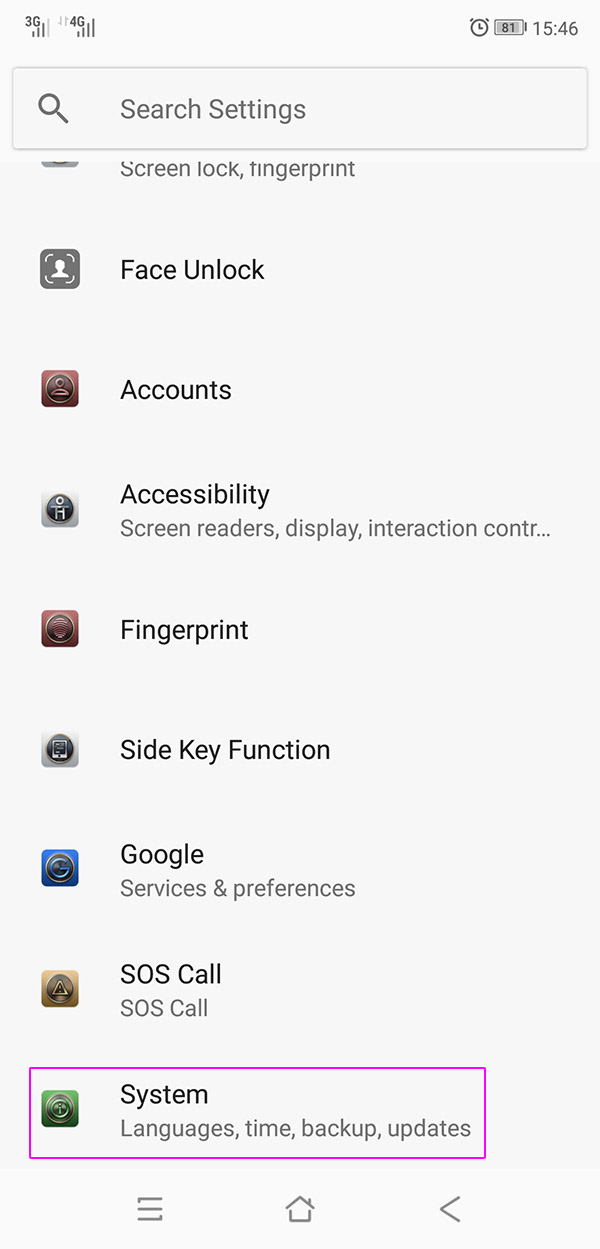 3G 4G 81 15:46
Search Settings
Screen lock, fingerprint
Face Unlock
Accounts
Accessibility
Screen readers, display, interaction contr...
Fingerprint
Side Key Function
Google
Services & preferences
SOS Call
SOS Call
System
Languages, time, backup, updates